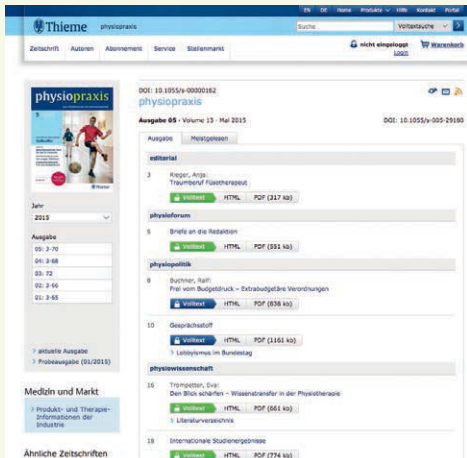 EN DE Home Produkte Hilfe Kontakt Portal
Thieme physiopraxis
Suche Volltextsuche
Zeitschrift Autoren Abonnement Service Stellenmarkt
nicht eingeloggt
Login
Warenkorb
physiopraxis
5
Thieme
Jahr
2015
Ausgabe
05: 3-70
04: 3-68
03: 72
02: 3-66
01: 3-65
> aktuelle Ausgabe
> Probeausgabe (01/2015)
Medizin und Markt
> Produkt- und Therapie-
Informationen der
Industrie
Ähnliche Zeitschriften
DOI: 10.1055/s-00000162
physiopraxis
Ausgabe 05 · Volume 13 · Mai 2015
DOI: 10.1055/s-005-29180
Ausgabe Meistgelesen
editorial
3 Rieger, Anja:
Traumberuf Füsetherapeut
Volltext HTML PDF (317 kb)
physioforum
5 Briefe an die Redaktion
Volltext HTML PDF (551 kb)
physiopolitik
8 Buchner, Ralf:
Frei vom Budgetdruck – Extrabudgetäre Verordnungen
Volltext HTML PDF (838 kb)
10 Gesprächsstoff
Volltext HTML PDF (1161 kb)
> Lobbyismus im Bundestag
physiowissenschaft
16 Trompetter, Eva:
Den Blick schärfen – Wissenstransfer in der Physiotherapie
Volltext HTML PDF (661 kb)
> Literaturverzeichnis
18 Internationale Studienergebnisse
Volltext HTML PDF (774 kb)